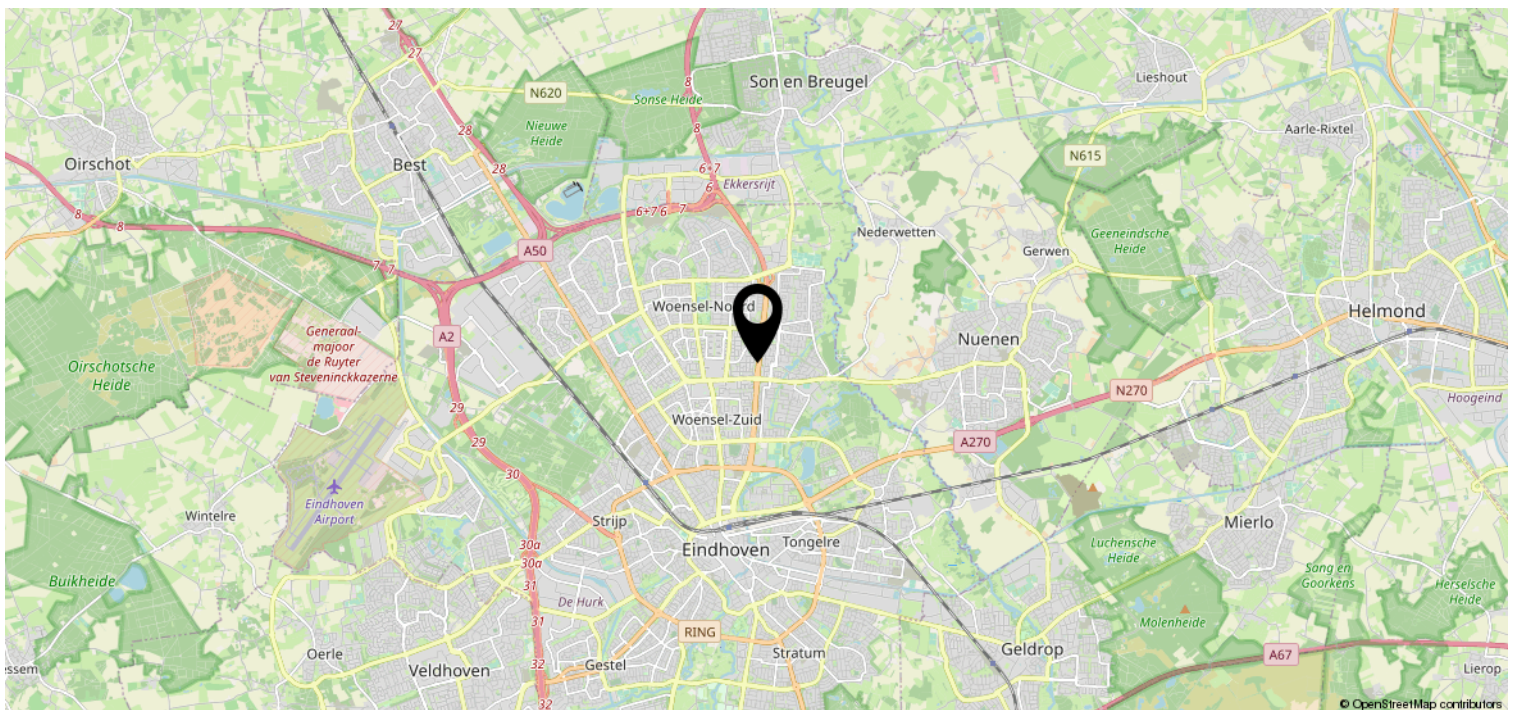 27
27
Son en Breugel
Lieshout
8
N620
Sonse Heide
28
Nieuwe
Heide
8
Aarle-Rixtel
Oirschot
Best
28
N615
6+7
Ekkersrijt
6
8
8
6+7
6
7
Nederwetten
Geeneindsche
Heide
A50
Gerwen
7
7
Woensel-Noord
Helmond
Generaal-
majoor
de Ruyter
van Steveninckkazerne
A2
Nuenen
Oirschotsche
Heide
N270
Hoogeind
29
Woensel-Zuid
29
A270
30
Eindhoven
Airport
Wintelre
Strijp
Mierlo
30a
Eindhoven
Tongelre
Luchensche
Heide
30a
Buikheide
31
Sang en
Goorkens
Herselsche
Heide
De Hurk
31
RING
Molenheide
Oerle
Stratum
Geldrop
A67
essem
Veldhoven
32
Gestel
Lierop
32
© OpenStreetMap contributors